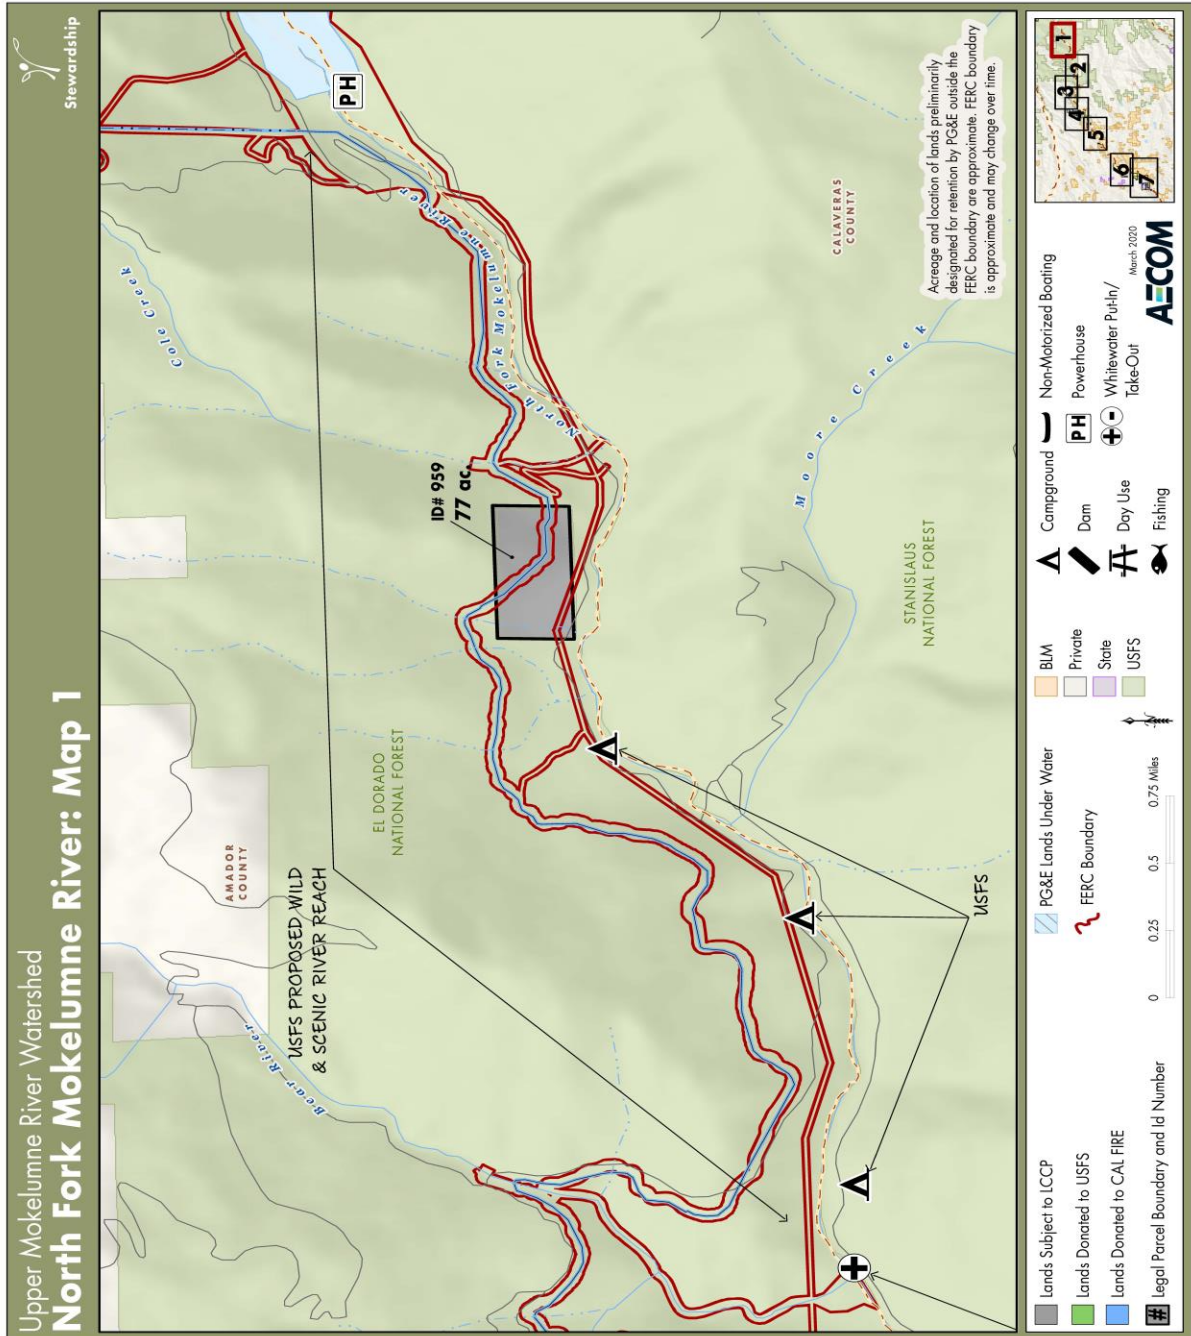 Upper Mokelumne River Watershed
North Fork Mokelumne River: Map 1
Stewardship
Cole Creek
PH
North Fork Mokelumne River
ID# 959
77 ac.
AMADOR
COUNTY
EL DORADO
NATIONAL FOREST
USFS PROPOSED WILD
& SCENIC RIVER REACH
Bear River
Moore Creek
CALAVERAS
COUNTY
STANISLAUS
NATIONAL FOREST
USFS
Acreage and location of lands preliminarily
designated for retention by PG&E outside the
FERC boundary are approximate. FERC boundary
is approximate and may change over time.
Lands Subject to LCCP
Lands Donated to USFS
Lands Donated to CAL FIRE
# Legal Parcel Boundary and Id Number
PG&E Lands Under Water
FERC Boundary
0 0.25 0.5 0.75 Miles
BLM
Private
State
USFS
Campground
Dam
Day Use
Fishing
Non-Motorized Boating
PH Powerhouse
Whitewater Put-In/
Take-Out
March 2020
AECOM
1
2
3
4
5
6
7